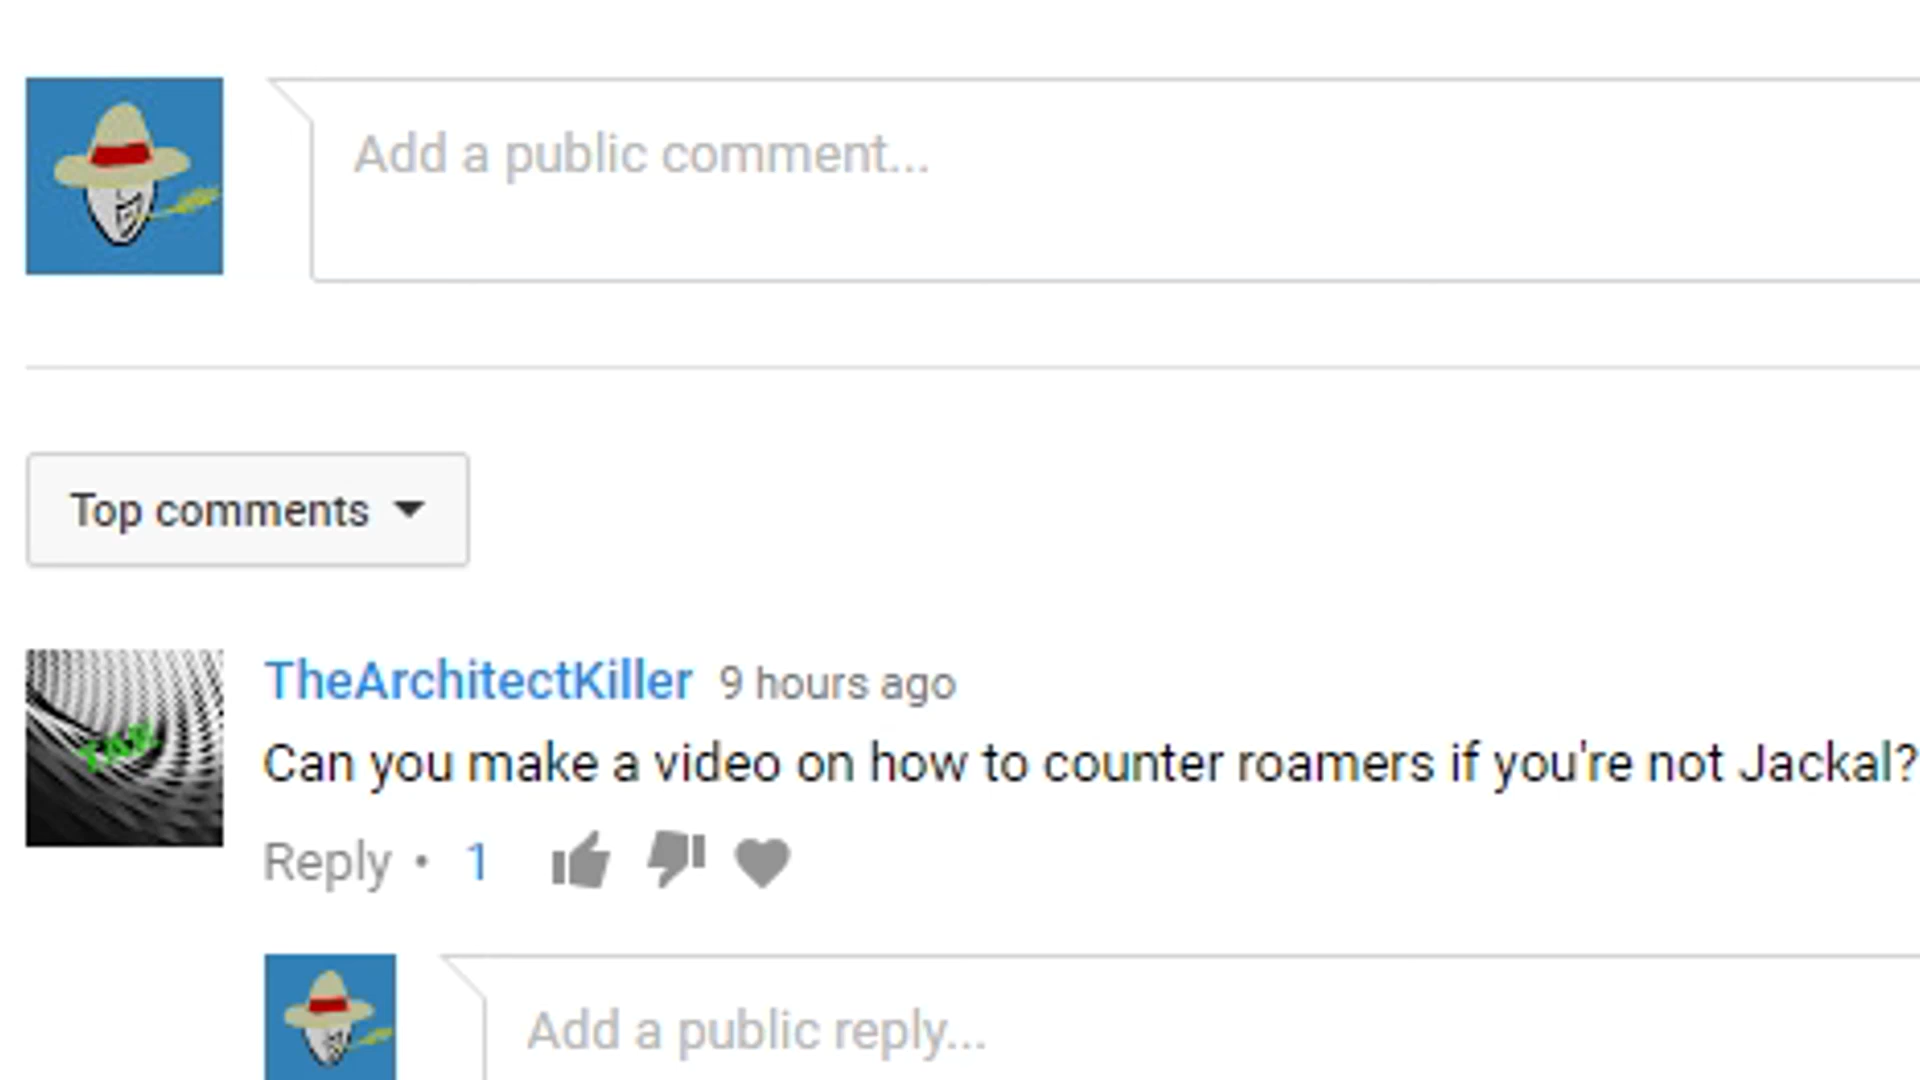 Add a public comment...
Top comments
TheArchitectKiller 9 hours ago
Can you make a video on how to counter roamers if you're not Jackal?
Reply • 1
Add a public reply...